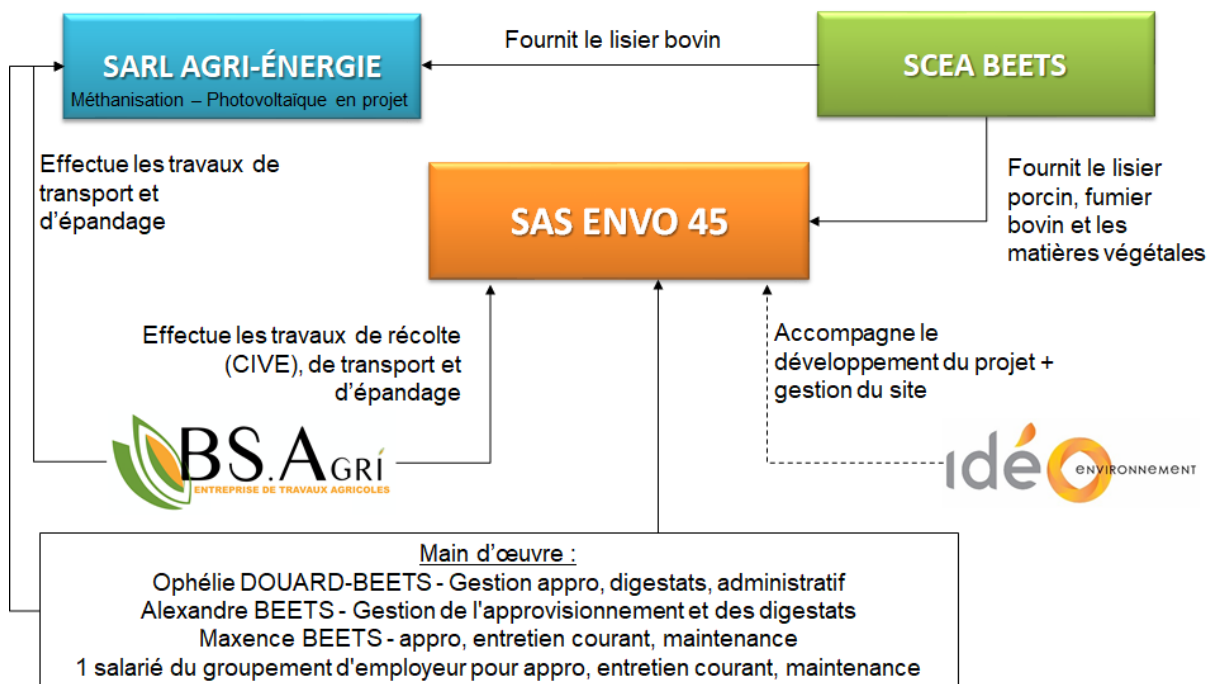 SARL AGRI-ÉNERGIE
Méthanisation – Photovoltaïque en projet
Fournit le lisier bovin
SCEA BEETS
Effectue les travaux de
transport et
d'épandage
SAS ENVO 45
Fournit le lisier
porcin, fumier
bovin et les
matières végétales
Effectue les travaux de récolte
(CIVE), de transport et
d'épandage
Accompagne le
développement du projet +
gestion du site
BS.AGRÍ
ENTREPRISE DE TRAVAUX AGRICOLES
idéO ENVIRONNEMENT
Main d'œuvre :
Ophélie DOUARD-BEETS - Gestion appro, digestats, administratif
Alexandre BEETS - Gestion de l'approvisionnement et des digestats
Maxence BEETS - appro, entretien courant, maintenance
1 salarié du groupement d'employeur pour appro, entretien courant, maintenance